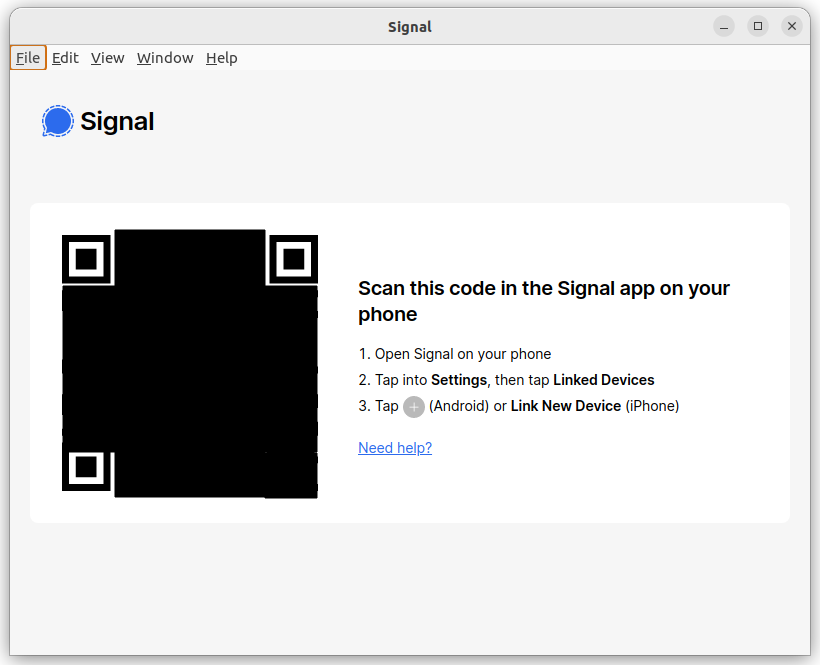 Signal
File Edit View Window Help
Signal
Scan this code in the Signal app on your
phone
1. Open Signal on your phone
2. Tap into Settings, then tap Linked Devices
3. Tap + (Android) or Link New Device (iPhone)
Need help?